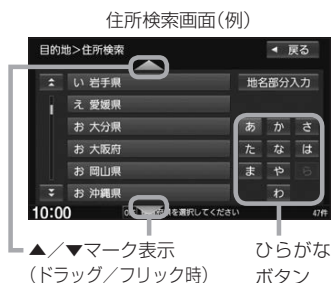 住所検索画面(例)
目的地>住所検索
戻る
い 岩手県
地名部分入力
え 愛媛県
お 大分県
あ か さ
お 大阪府
た な は
お 岡山県
ま や ら
お 沖縄県
わ
10:00
県を選択してください
47件
▲/▼マーク表示
(ドラッグ/フリック時)
ひらがな
ボタン